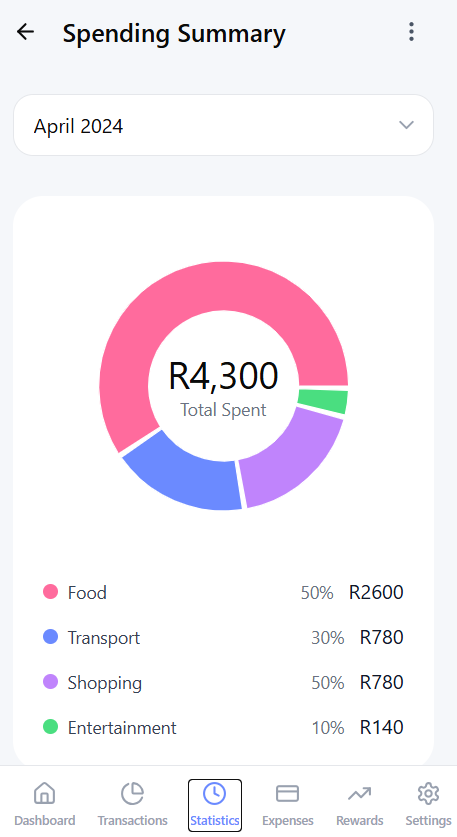 Spending Summary
April 2024
R4,300
Total Spent
Food 50% R2600
Transport 30% R780
Shopping 50% R780
Entertainment 10% R140
Dashboard Transactions Statistics Expenses Rewards Settings